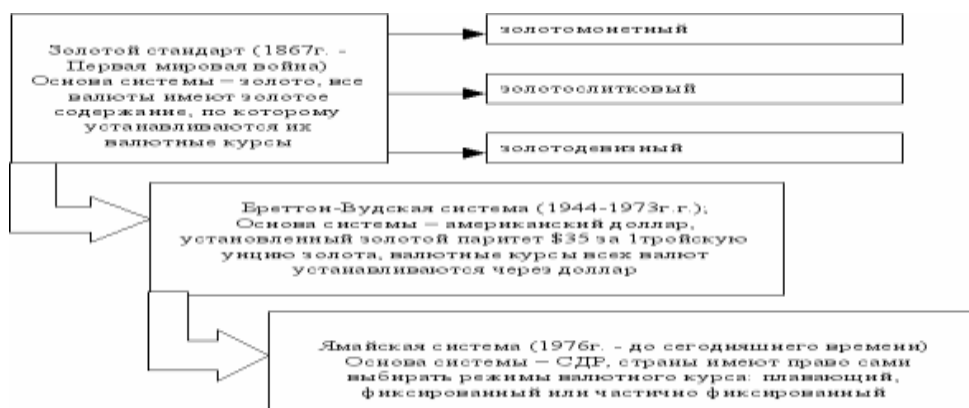 Золотой стандарт (1867г. -
Первая мировая война)
Основа системы – золото, все
валюты имеют золотое
содержание, по которому
устанавливаются их
валютные курсы
золотомонетный
золотослитковый
золотодевизный
Бреттон-Вудская система (1944-1973г.г.);
Основа системы – американский доллар,
установленный золотой паритет $35 за 1тройскую
унцию золота, валютные курсы всех валют
устанавливаются через доллар
Ямайская система (1976г. - до сегодняшнего времени)
Основа системы – СДР, страны имеют право сами
выбирать режимы валютного курса: плавающий,
фиксированный или частично фиксированный